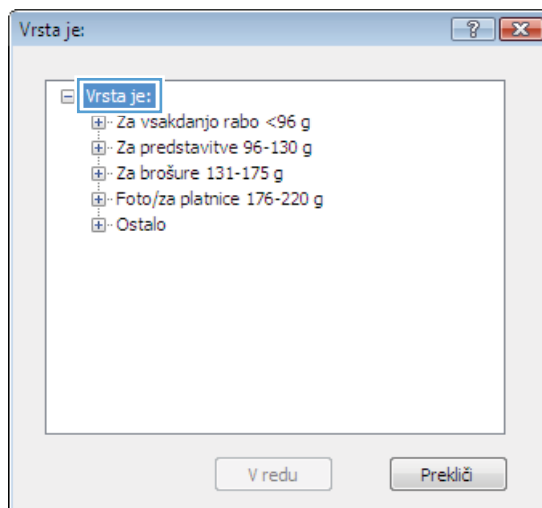 Vrsta je:
Vrsta je:
Za vsakdanjo rabo <96 g
Za predstavitve 96-130 g
Za brošure 131-175 g
Foto/za platnice 176-220 g
Ostalo
V redu
Prekliči